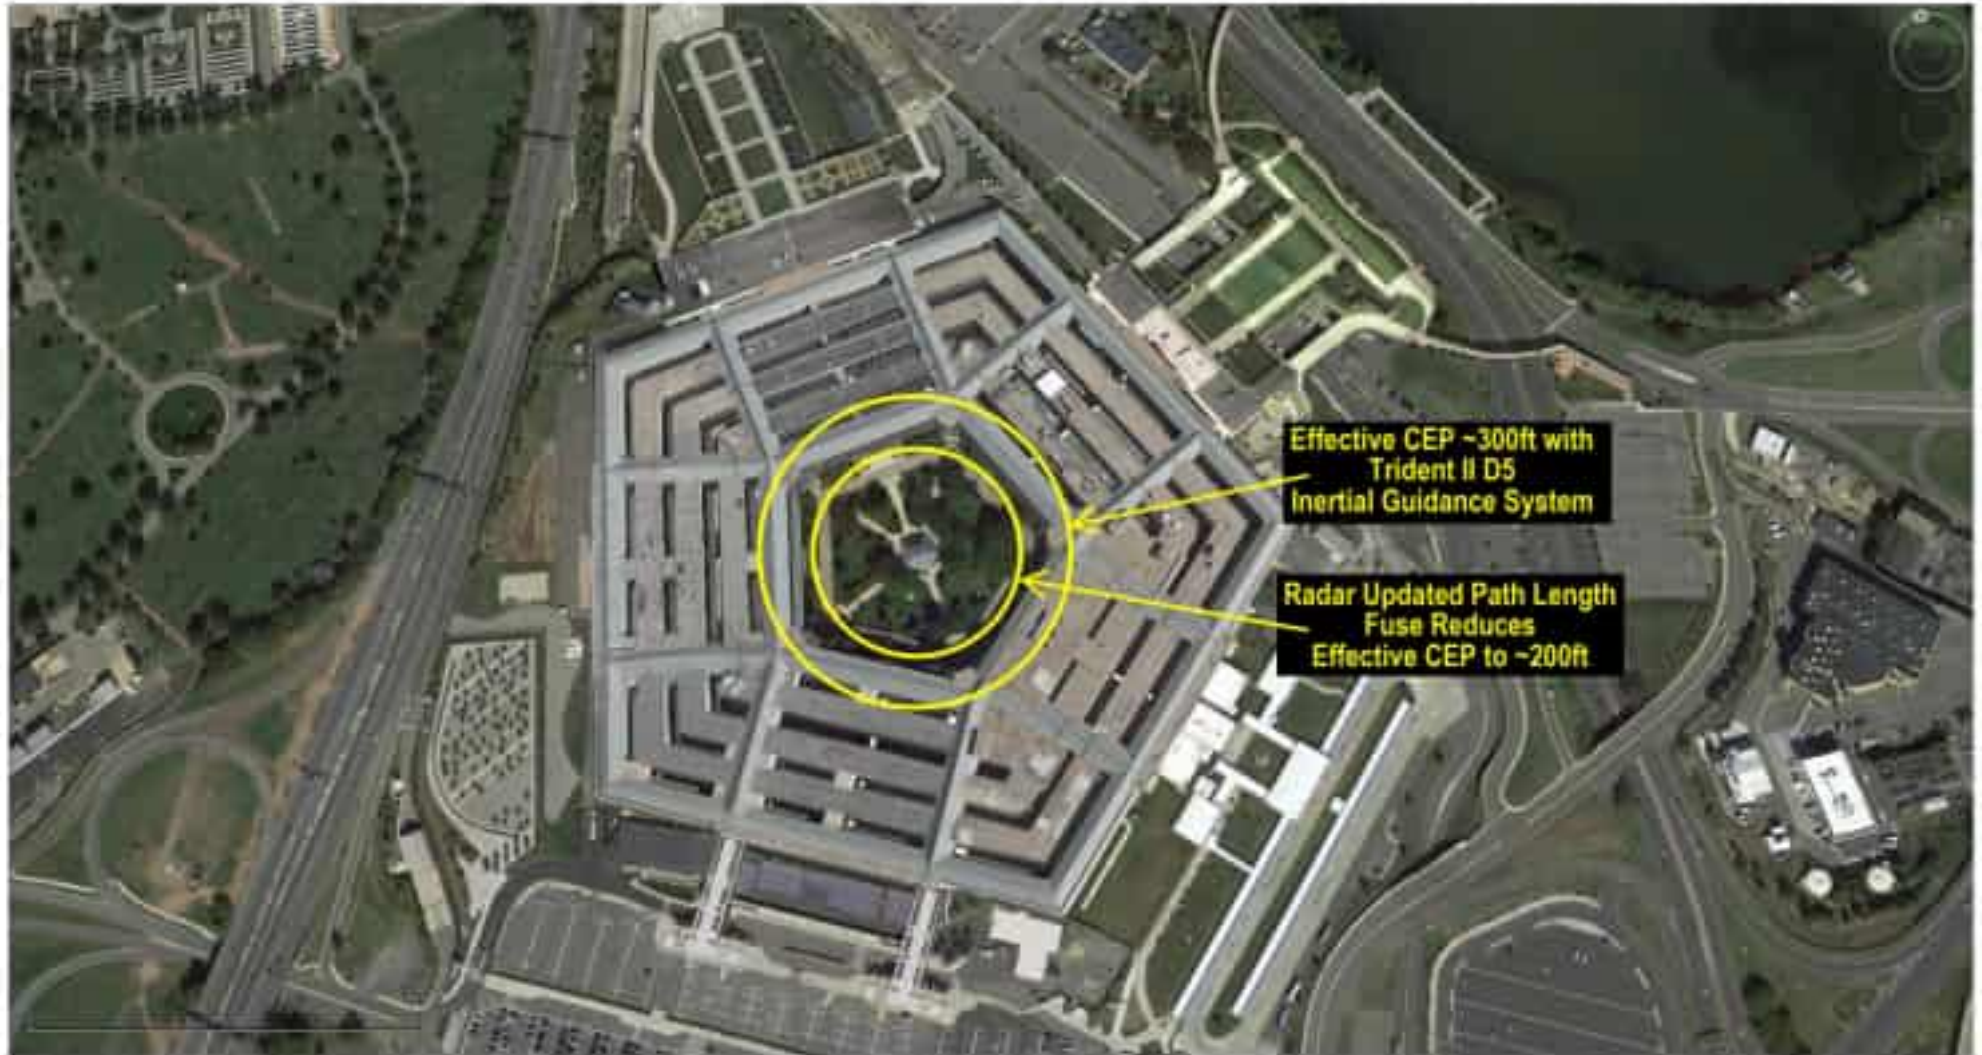 Effective CEP ~300ft with
Trident II D5
Inertial Guidance System
Radar Updated Path Length
Fuse Reduces
Effective CEP to ~200ft